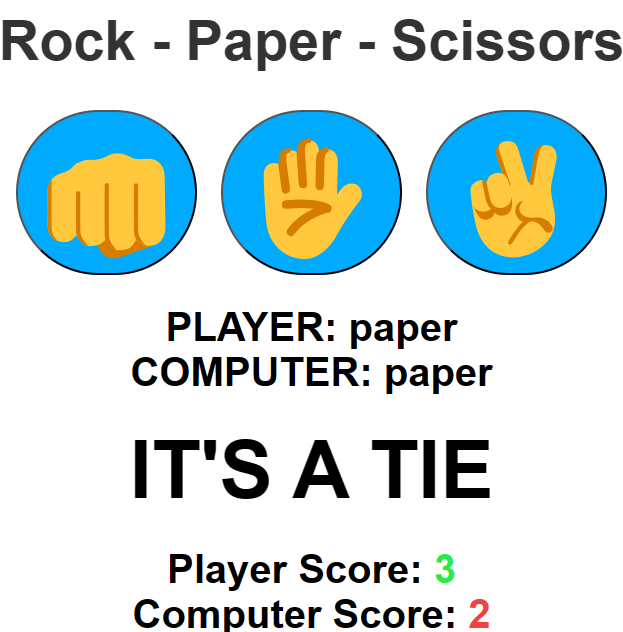 Rock - Paper - Scissors
PLAYER: paper
COMPUTER: paper
IT'S A TIE
Player Score: 3
Computer Score: 2